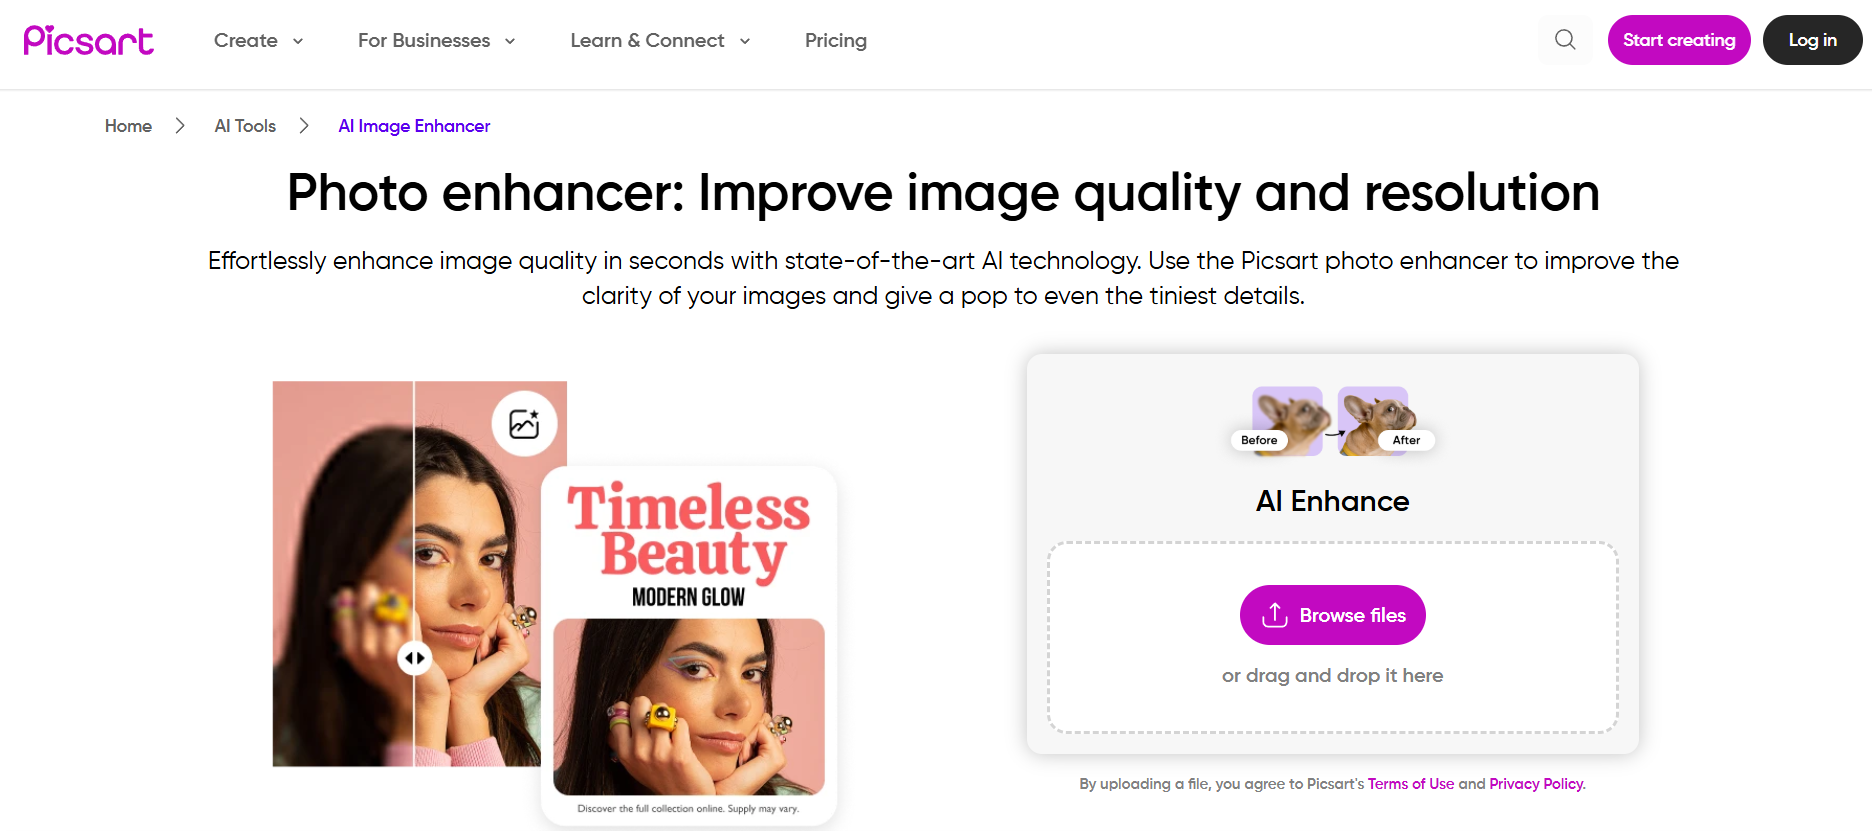 Picsart
Create
For Businesses
Learn & Connect
Pricing
Start creating
Log in
Home
AI Tools
AI Image Enhancer
Photo enhancer: Improve image quality and resolution
Effortlessly enhance image quality in seconds with state-of-the-art AI technology. Use the Picsart photo enhancer to improve the
clarity of your images and give a pop to even the tiniest details.
Timeless
Beauty
MODERN GLOW
Discover the full collection online. Supply may vary.
Before
After
AI Enhance
Browse files
or drag and drop it here
By uploading a file, you agree to Picsart's Terms of Use and Privacy Policy.